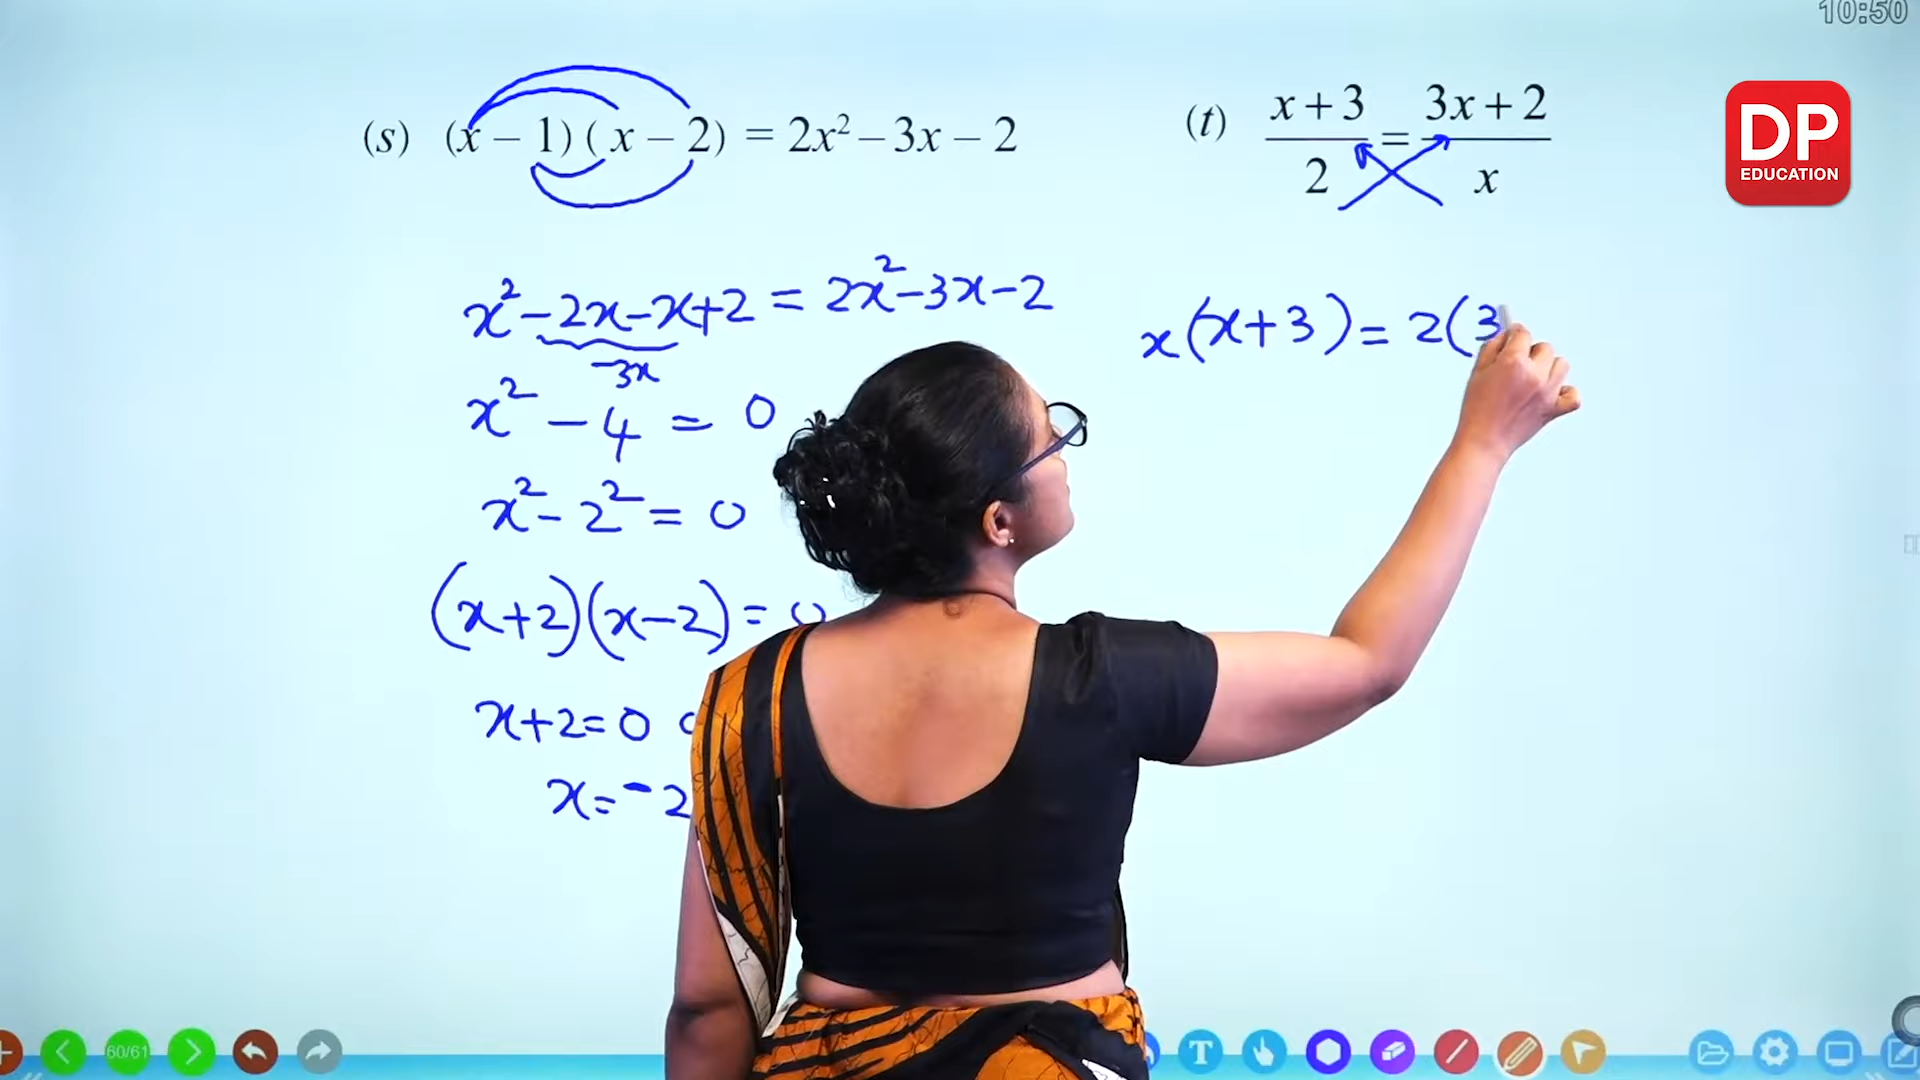 10:50
(s) (x – 1)( x – 2) = 2x² – 3x – 2
x² – 2x – x + 2 = 2x² – 3x – 2
–3x
x² – 4 = 0
x² – 2² = 0
(x+2)(x–2) = 0
x+2=0
x= -2
(t) x + 3 / 2 = 3x + 2 / x
x(x+3) = 2(3
DP
EDUCATION
60/61
T